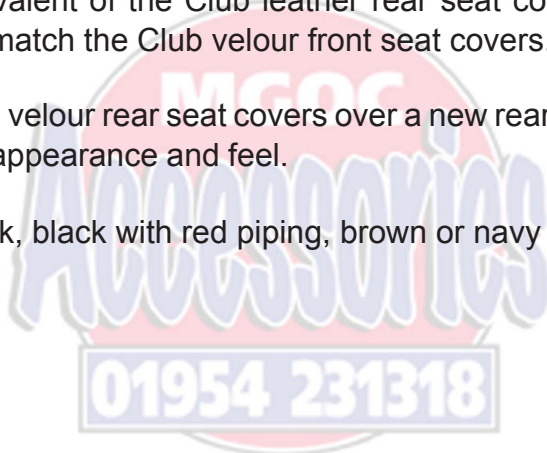 valent of the Club leather rear seat co
match the Club velour front seat covers.
velour rear seat covers over a new rear
appearance and feel.
k, black with red piping, brown or navy
MGOC
Accessories
01954 231318